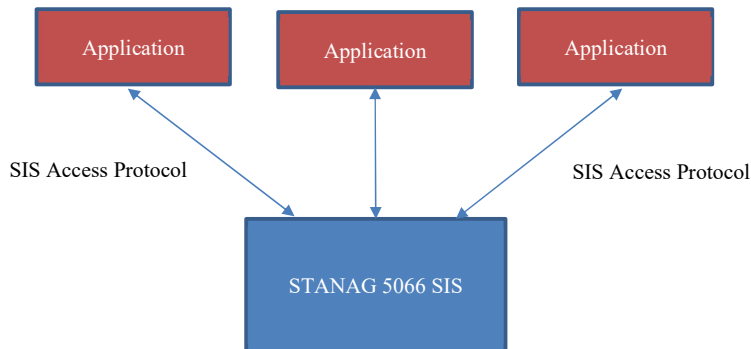 Application
Application
Application
SIS Access Protocol
SIS Access Protocol
STANAG 5066 SIS